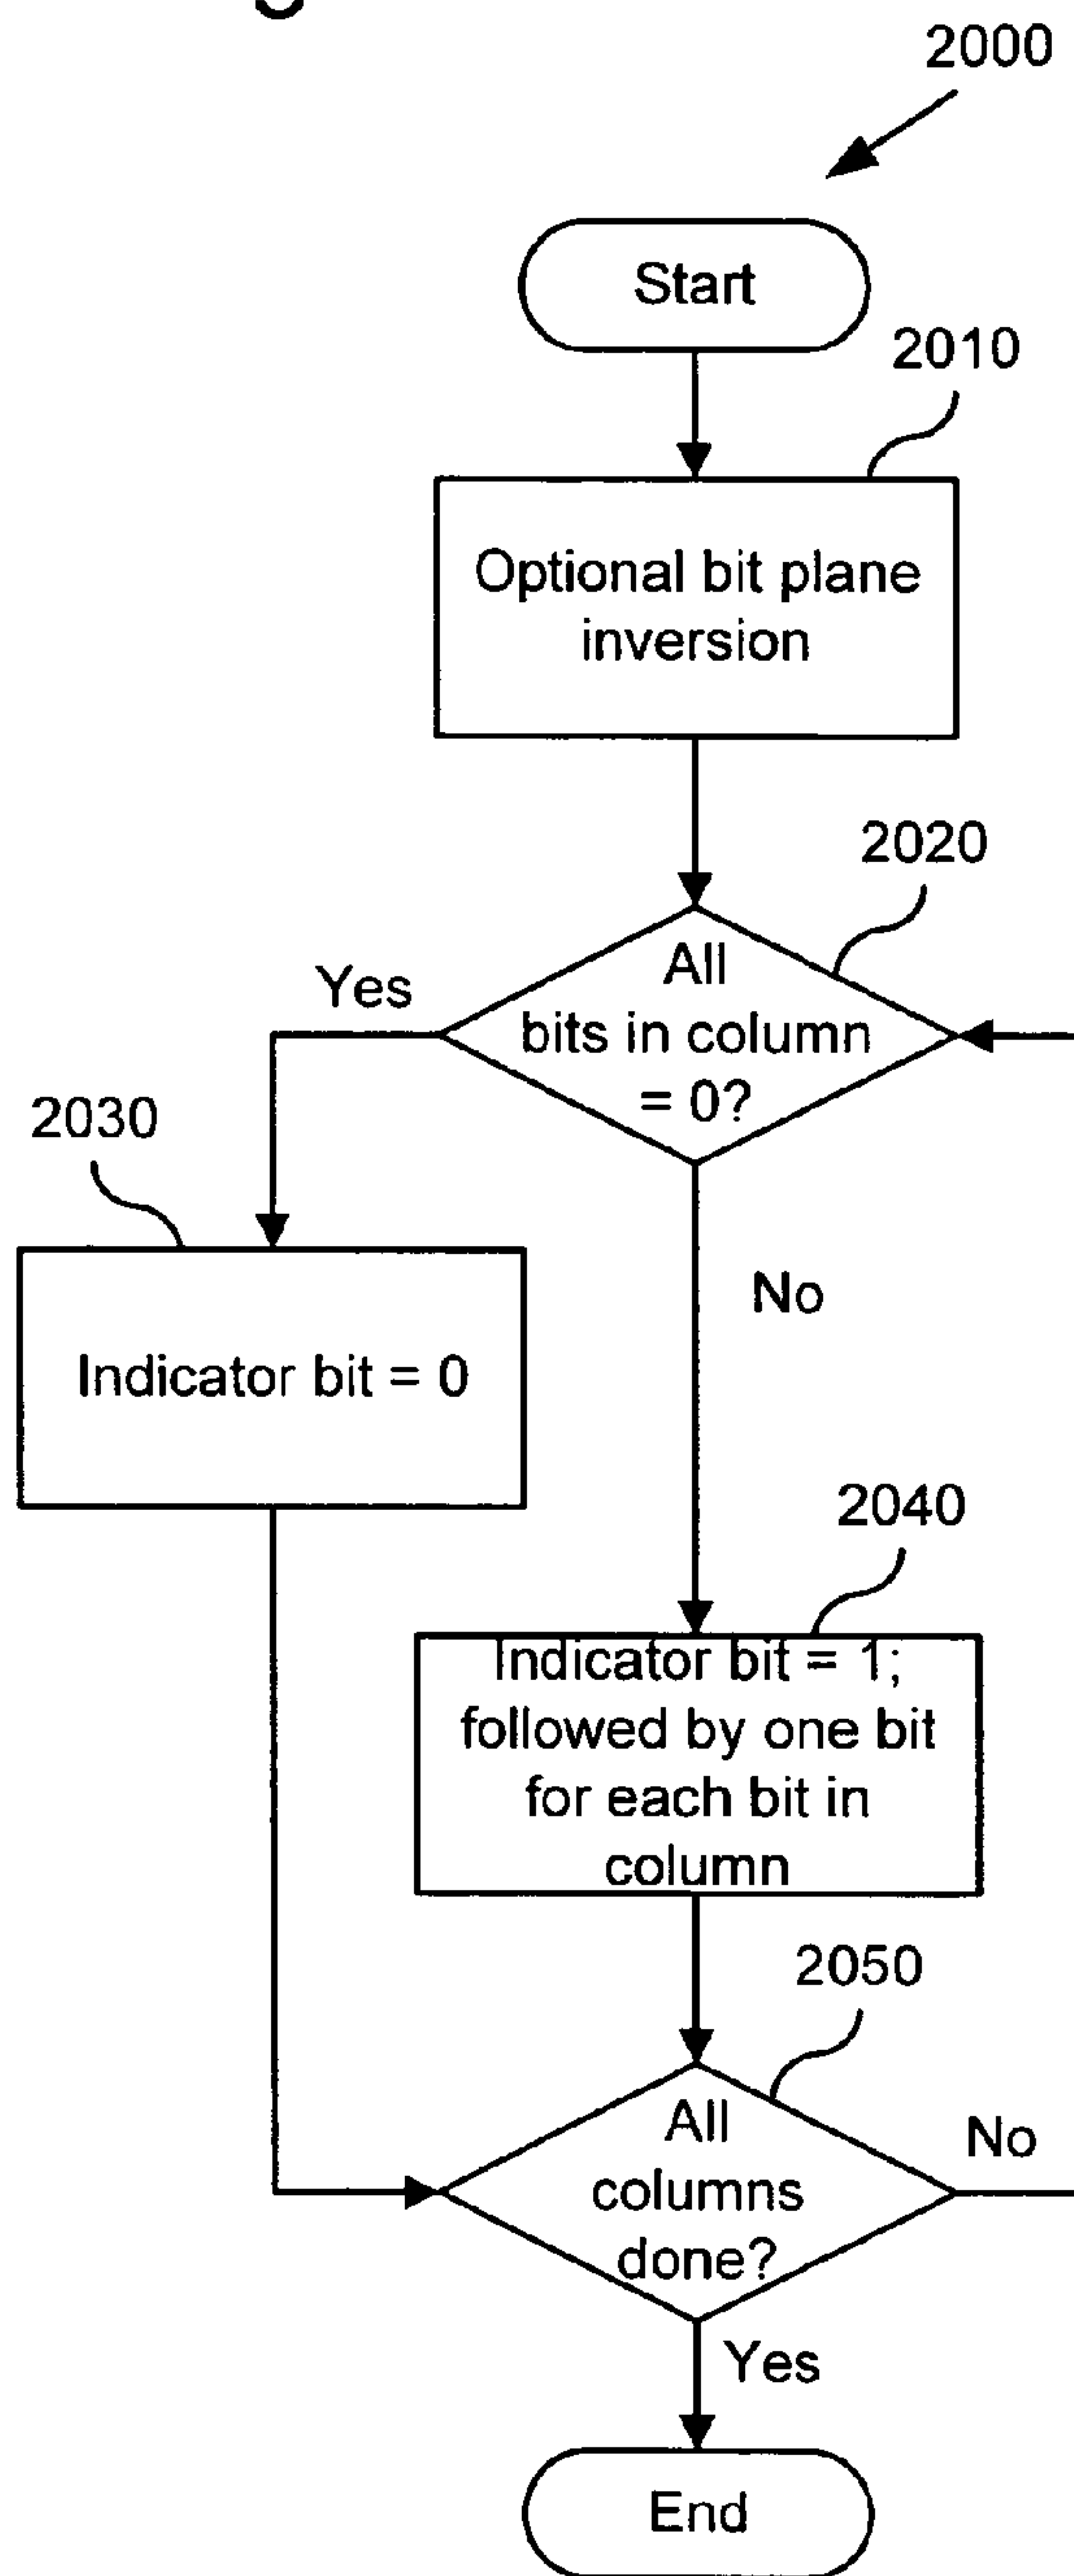 2000
Start
2010
Optional bit plane
inversion
2020
All
bits in column
= 0?
Yes
2030
No
Indicator bit = 0
2040
Indicator bit = 1;
followed by one bit
for each bit in
column
2050
All
columns
done?
No
Yes
End